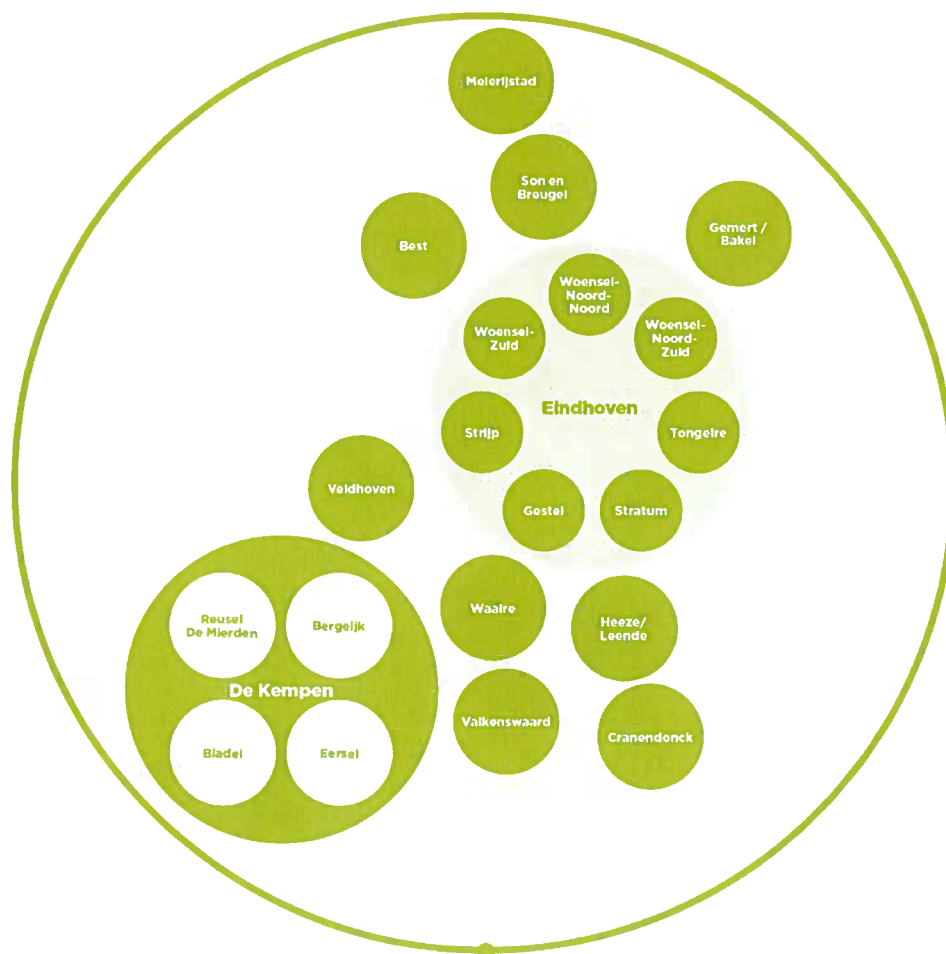 Meierijstad
Son en
Breugel
Best
Gemert /
Bakel
Woensel-
Noord-
Noord
Woensel-
Zuid
Woensel-
Noord-
Zuid
Eindhoven
Strijp
Tongelre
Veldhoven
Gestel
Stratum
Reusel
De Mierden
Bergeijk
Waalre
Heeze/
Leende
De Kempen
Valkenswaard
Cranendonck
Bladel
Eersel